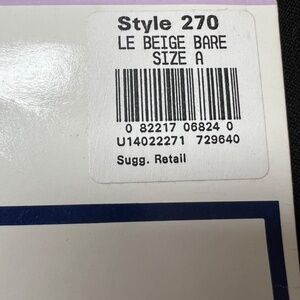 Style 270
LE BEIGE BARE
SIZE A
0 82217 06824 0
U14022271 729640
Sugg. Retail